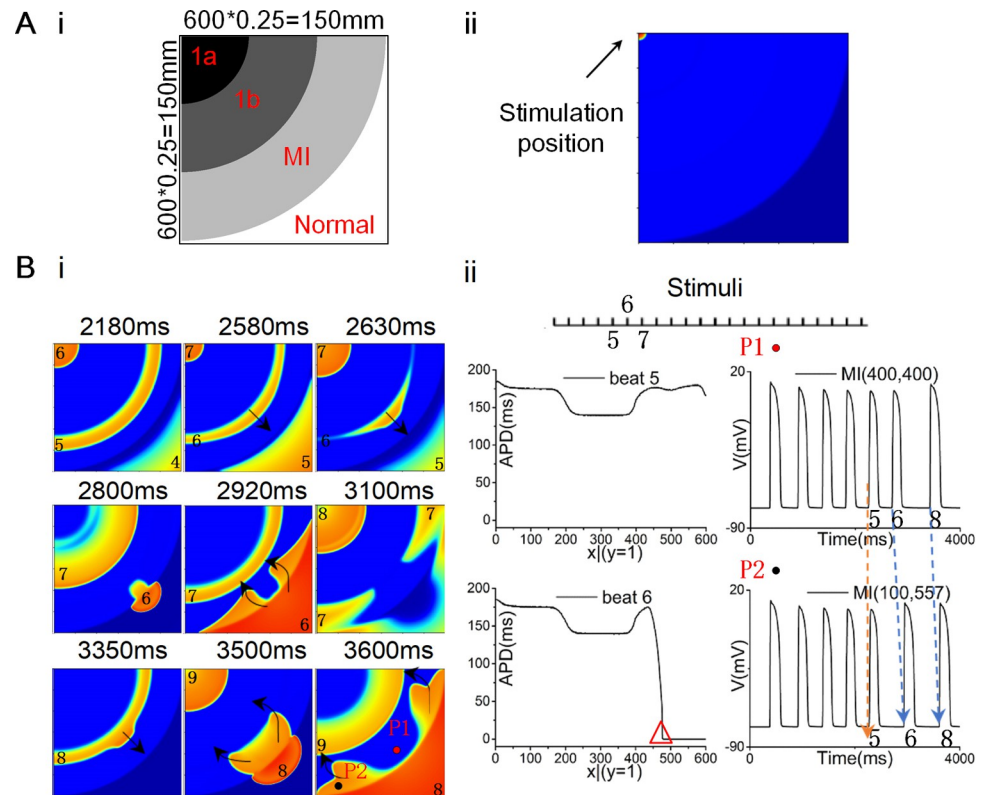 A i
600*0.25=150mm
600*0.25=150mm
1a
1b
MI
Normal
ii
Stimulation
position
B i
2180ms 2580ms 2630ms
6 5 4
7 6 5
7 6 5
2800ms 2920ms 3100ms
7 6
7 6
8 7 7
3350ms 3500ms 3600ms
8
9 8
9 P1 P2 8
ii
Stimuli
6
5 7
200
150
100
50
0
APD(ms)
beat 5
0 100 200 300 400 500 600
x|(y=1)
P1
20
-90
V(mV)
MI(400,400)
5 6 8
0 4000
Time(ms)
200
150
100
50
0
APD(ms)
beat 6
0 100 200 300 400 500 600
x|(y=1)
P2
20
-90
V(mV)
MI(100,557)
5 6 8
0 4000
Time(ms)